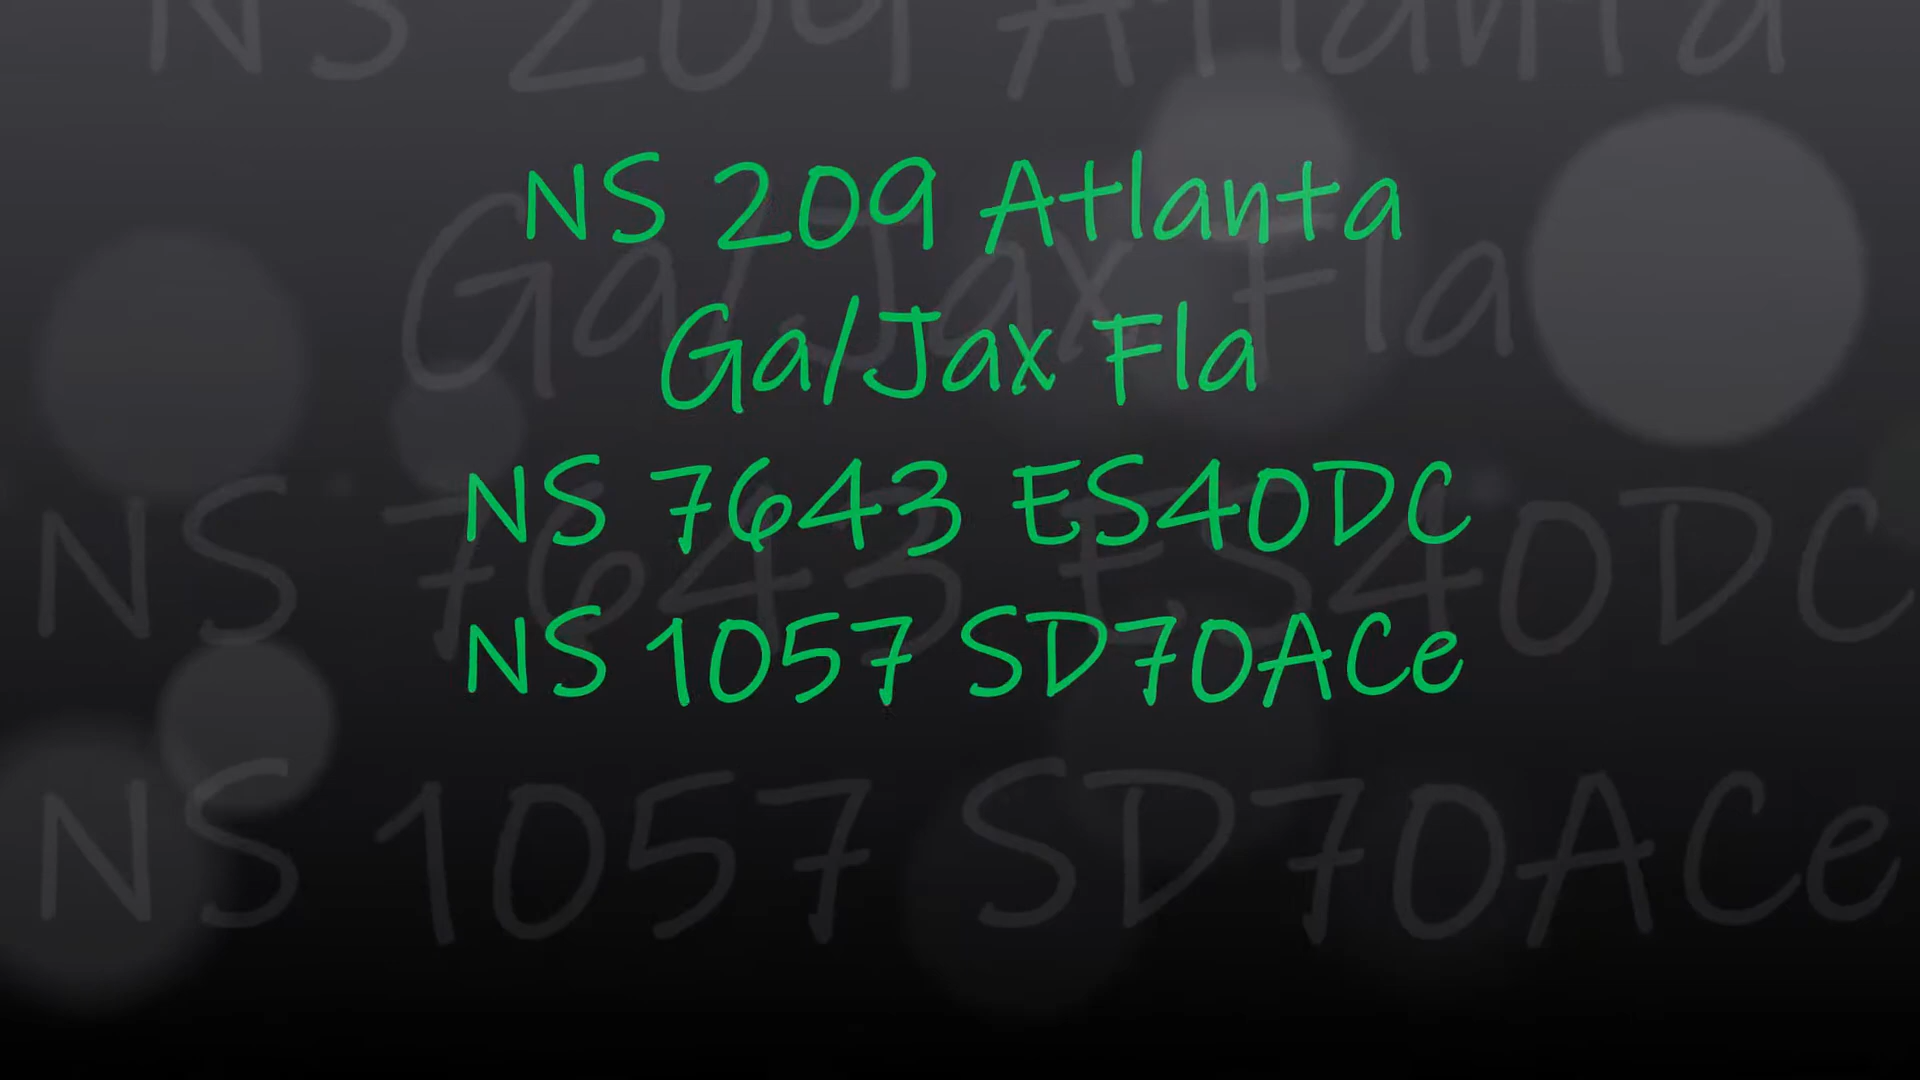 NS 209 Atlanta
Ga/Jax Fla
NS 7643 ES40DC
NS 1057 SD70ACe